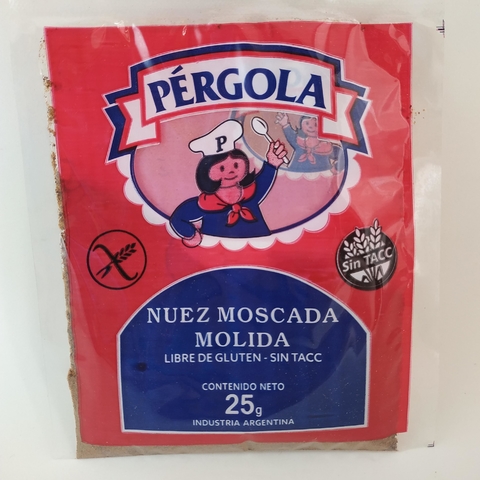 PÉRGOLA
P
Sin TACC
NUEZ MOSCADA
MOLIDA
LIBRE DE GLUTEN - SIN TACC
CONTENIDO NETO
25g
INDUSTRIA ARGENTINA